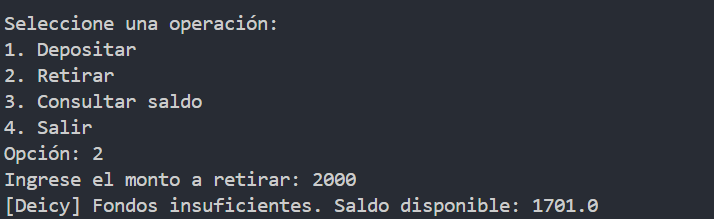 Seleccione una operación:
1. Depositar
2. Retirar
3. Consultar saldo
4. Salir
Opción: 2
Ingrese el monto a retirar: 2000
[Deicy] Fondos insuficientes. Saldo disponible: 1701.0